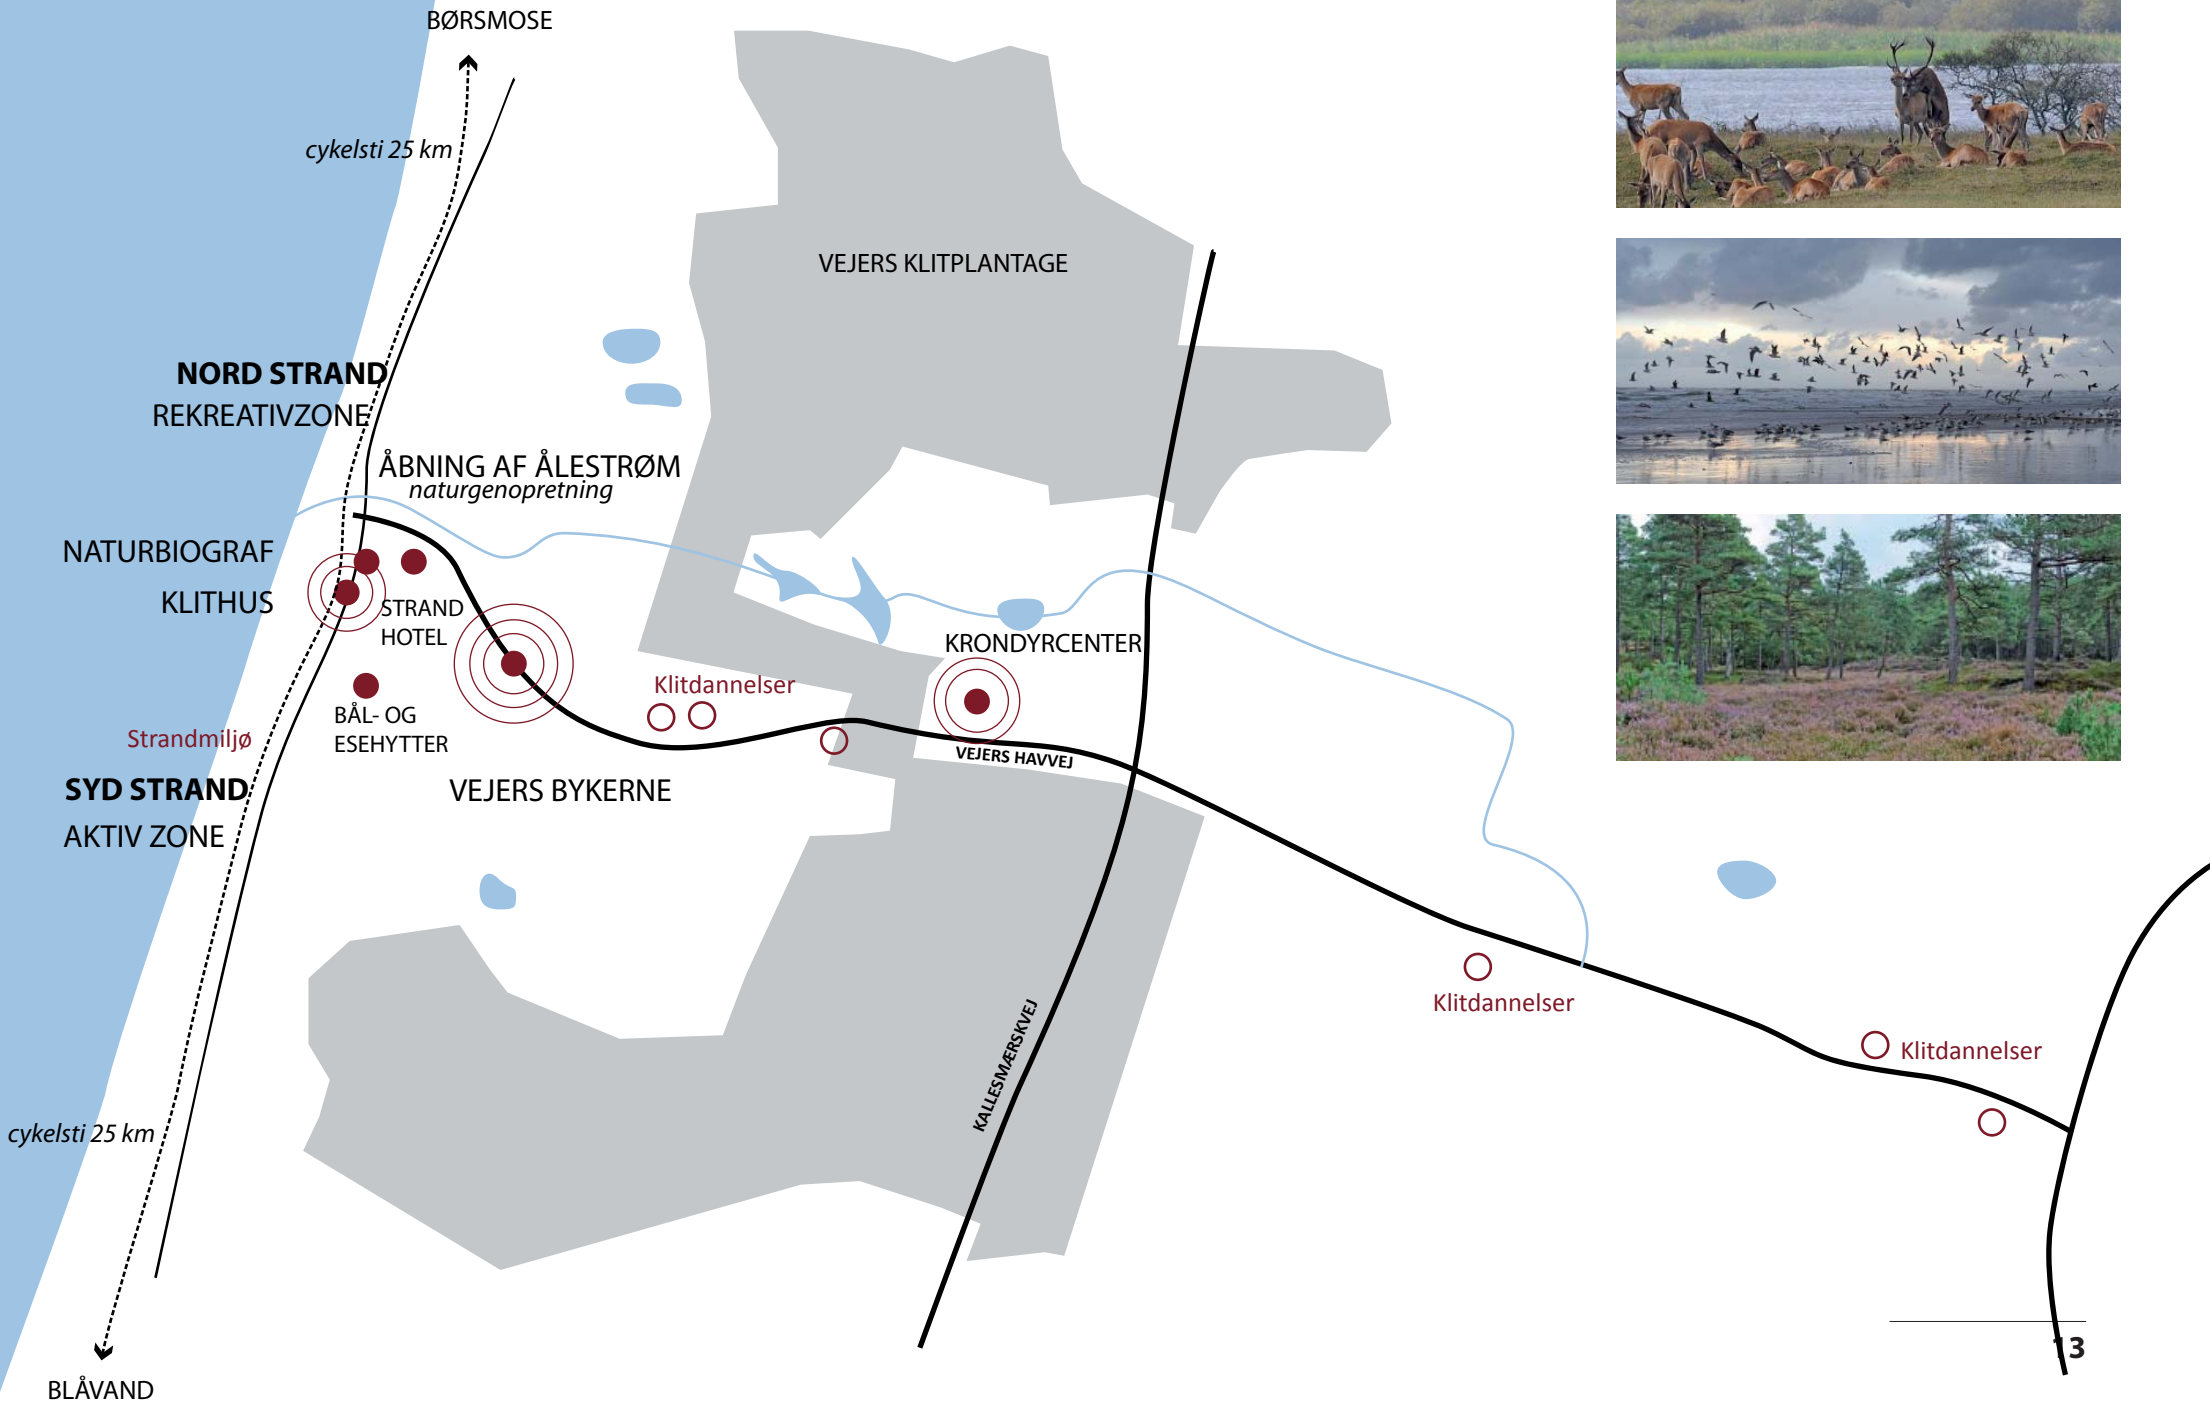 BØRSMOSE
cykelsti 25 km
VEJERS KLITPLANTAGE
NORD STRAND
REKREATIVZONE
ÅBNING AF ÅLESTRØM
naturgenopretning
NATURBIOGRAF
KLITHUS
STRAND
HOTEL
KRONDYRCENTER
Klitdannelser
BÅL- OG
ESEHYTTER
Strandmiljø
VEJERS HAVVEJ
SYD STRAND
AKTIV ZONE
VEJERS BYKERNE
KALLESMÆRSKVEJ
Klitdannelser
Klitdannelser
cykelsti 25 km
BLÅVAND
13